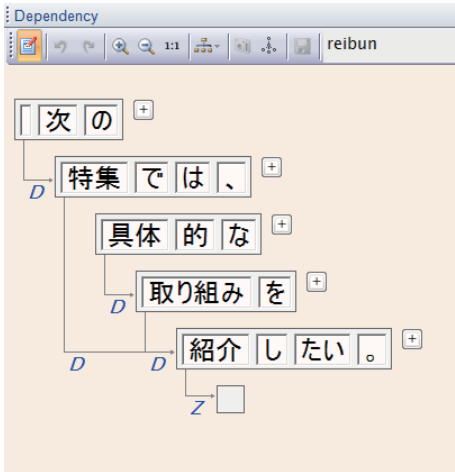 Dependency
1:1 reibun
次 の
D 特集 で は 、
具体 的 な
D 取り組み を
D D 紹介 し たい 。
Z